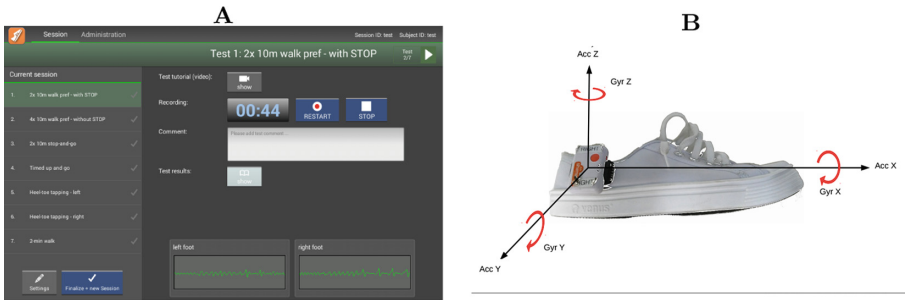 A
Session Administration Session ID: test Subject ID: test
Test 1: 2x 10m walk pref - with STOP Test 2/7
Current session
1. 2x 10m walk pref - with STOP
2. 4x 10m walk pref - without STOP
3. 2x 10m stop-and-go
4. Timed up and go
5. Heel-toe tapping - left
6. Heel-toe tapping - right
7. 2-min walk
Settings
Finalize + new Session
Test tutorial (video): show
Recording: 00:44 RESTART STOP
Comment: Please add test comment
Test results: show
left foot
right foot
B
Acc Z
Gyr Z
Acc X
Gyr X
Gyr Y
Acc Y